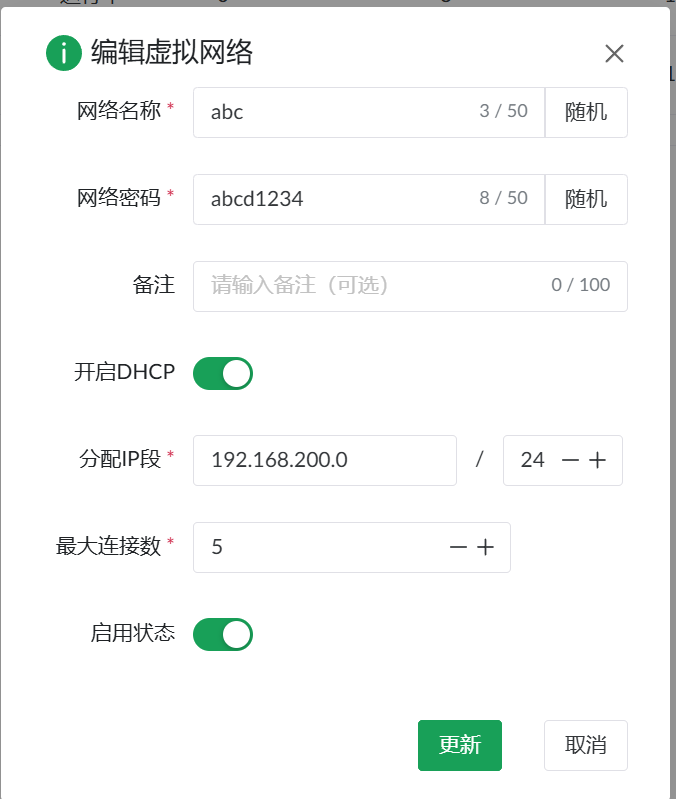 编辑虚拟网络
网络名称 * abc 3 / 50 随机
网络密码 * abcd1234 8 / 50 随机
备注 请输入备注（可选） 0 / 100
开启DHCP
分配IP段 * 192.168.200.0 / 24
最大连接数 * 5
启用状态
更新 取消